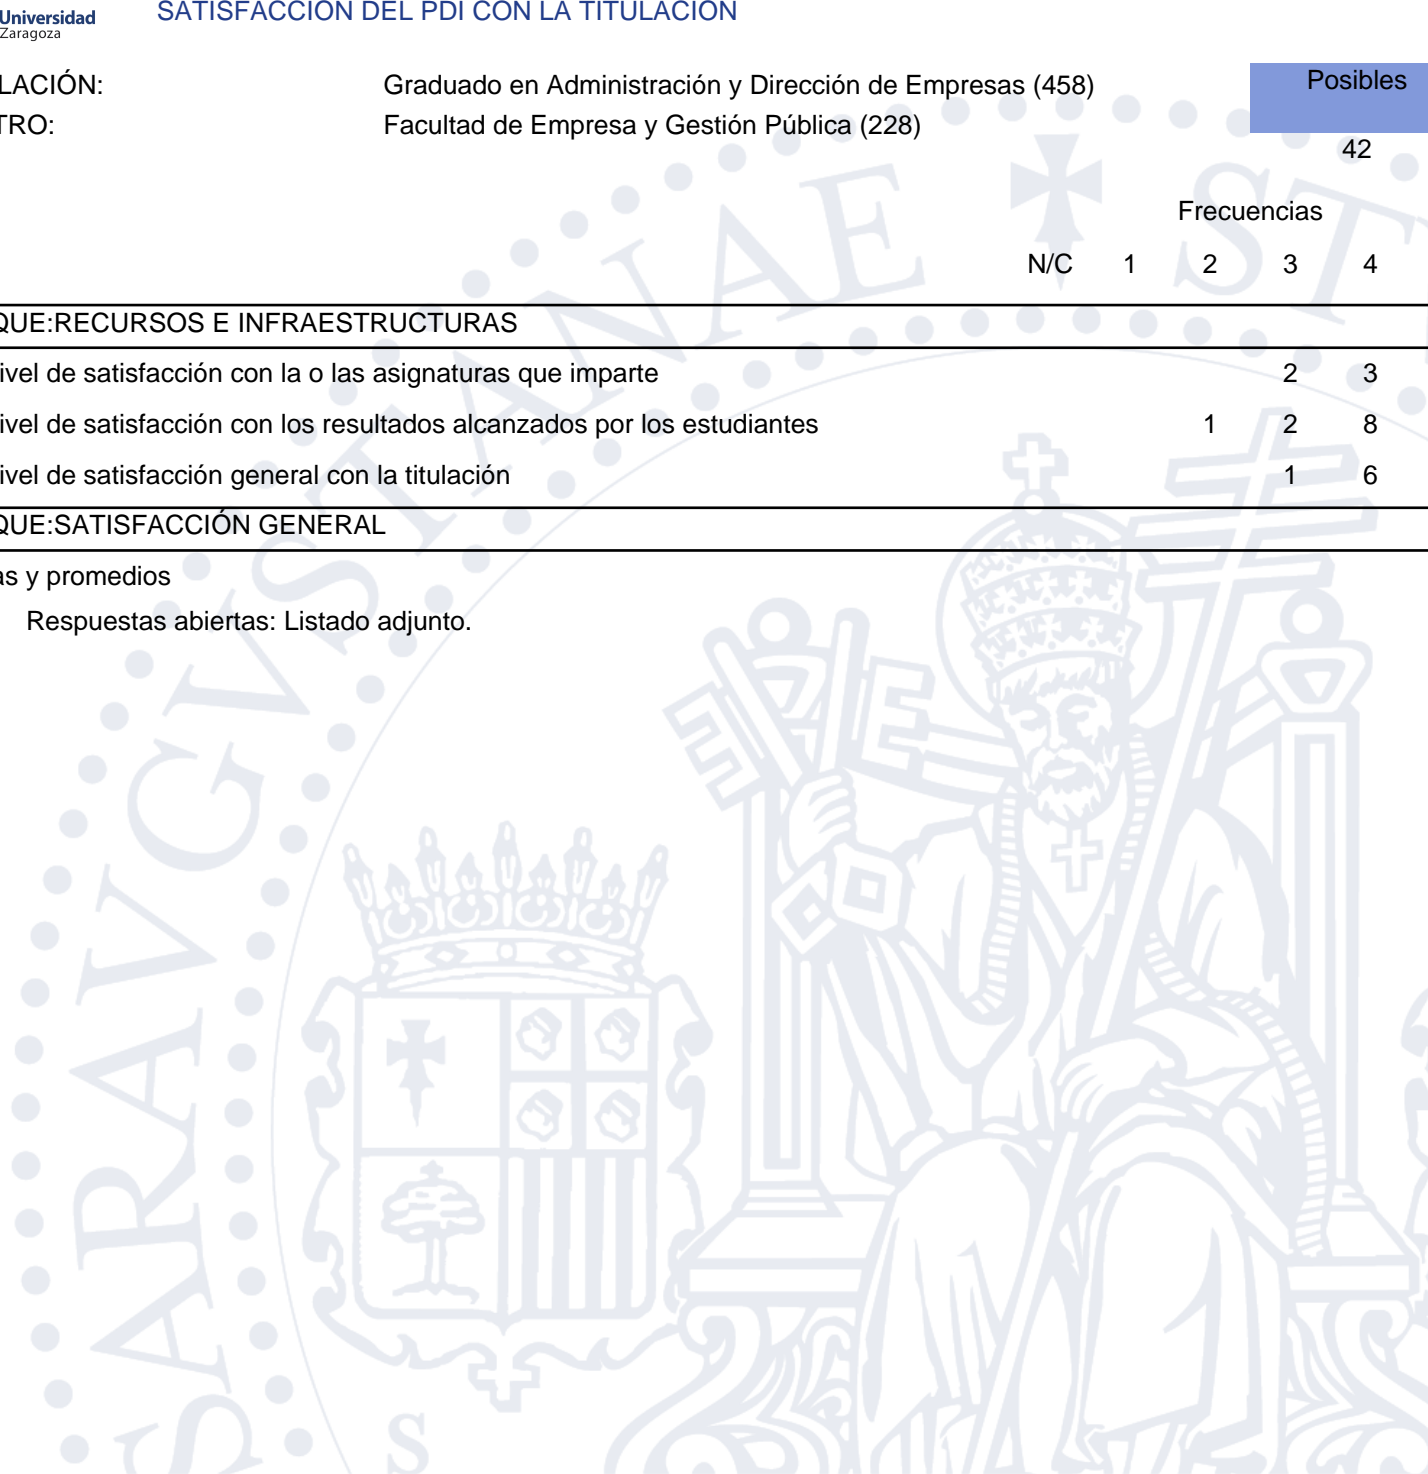 SATISFACCIÓN DEL PDI CON LA TITULACIÓN
Universidad
Zaragoza
LACIÓN: Graduado en Administración y Dirección de Empresas (458) Posibles
TRO: Facultad de Empresa y Gestión Pública (228)
42
Frecuencias
N/C 1 2 3 4
QUE:RECURSOS E INFRAESTRUCTURAS
ivel de satisfacción con la o las asignaturas que imparte 2 3
ivel de satisfacción con los resultados alcanzados por los estudiantes 1 2 8
ivel de satisfacción general con la titulación 1 6
QUE:SATISFACCIÓN GENERAL
as y promedios
Respuestas abiertas: Listado adjunto.